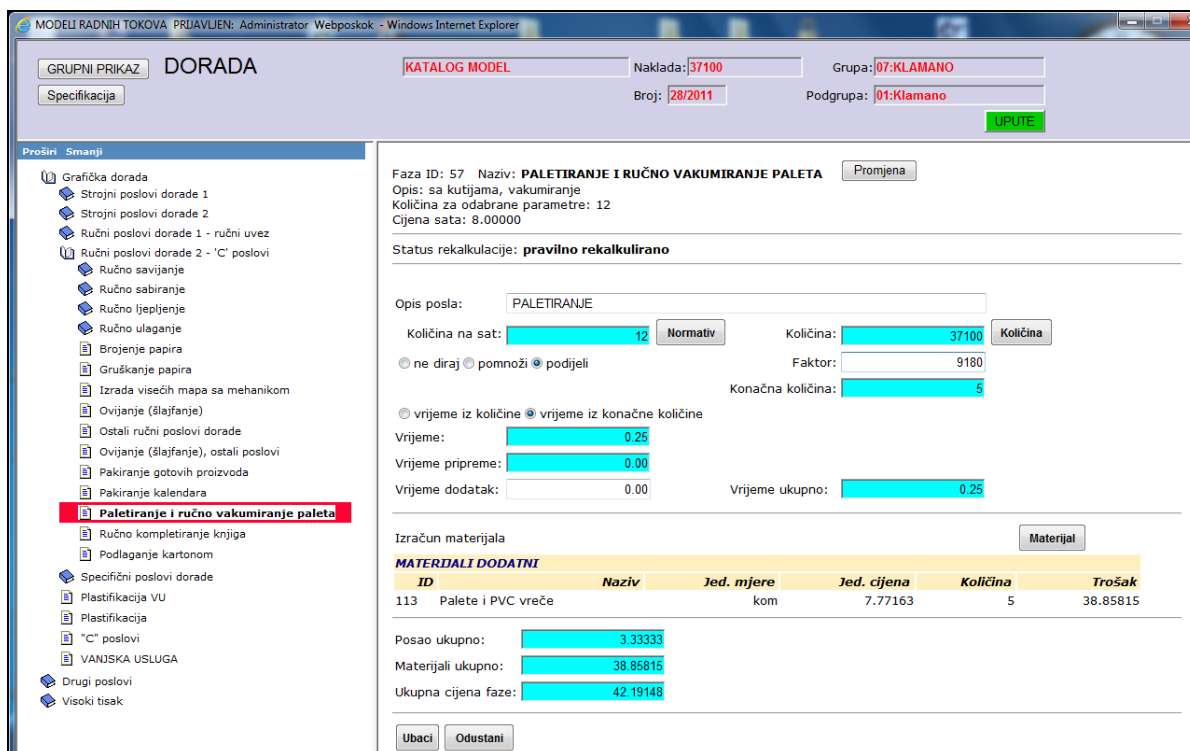 MODELI RADNIH TOKOVA PRIJAVLJEN: Administrator Webposkok - Windows Internet Explorer
GRUPNI PRIKAZ DORADA KATALOG MODEL Naklada: 37100 Grupa: 07:KLAMANO
Specifikacija Broj: 28/2011 Podgrupa: 01:Klamano
UPUTE
Proširi Smanji
Grafička dorada
Strojni poslovi dorade 1
Strojni poslovi dorade 2
Ručni poslovi dorade 1 - ručni uvez
Ručni poslovi dorade 2 - 'C' poslovi
Ručno savijanje
Ručno sabiranje
Ručno ljepljenje
Ručno ulaganje
Brojenje papira
Gruškanje papira
Izrada visećih mapa sa mehanikom
Ovijanje (šlajfanje)
Ostali ručni poslovi dorade
Ovijanje (šlajfanje), ostali poslovi
Pakiranje gotovih proizvoda
Pakiranje kalendara
Paletiranje i ručno vakumiranje paleta
Ručno kompletiranje knjiga
Podlaganje kartonom
Specifični poslovi dorade
Plastifikacija VU
Plastifikacija
"C" poslovi
VANJSKA USLUGA
Drugi poslovi
Visoki tisak
Faza ID: 57 Naziv: PALETIRANJE I RUČNO VAKUMIRANJE PALETA Promjena
Opis: sa kutijama, vakumiranje
Količina za odabrane parametre: 12
Cijena sata: 8.00000
Status rekalkulacije: pravilno rekalkulirano
Opis posla: PALETIRANJE
Količina na sat: 12 Normativ Količina: 37100 Količina
ne diraj pomnoži podijeli Faktor: 9180
Konačna količina: 5
vrijeme iz količine vrijeme iz konačne količine
Vrijeme: 0.25
Vrijeme pripreme: 0.00
Vrijeme dodatak: 0.00 Vrijeme ukupno: 0.25
Izračun materijala Materijal
MATERIJALI DODATNI
ID Naziv Jed. mjere Jed. cijena Količina Trošak
113 Palete i PVC vreče kom 7.77163 5 38.85815
Posao ukupno: 3.33333
Materijali ukupno: 38.85815
Ukupna cijena faze: 42.19148
Ubaci Odustani